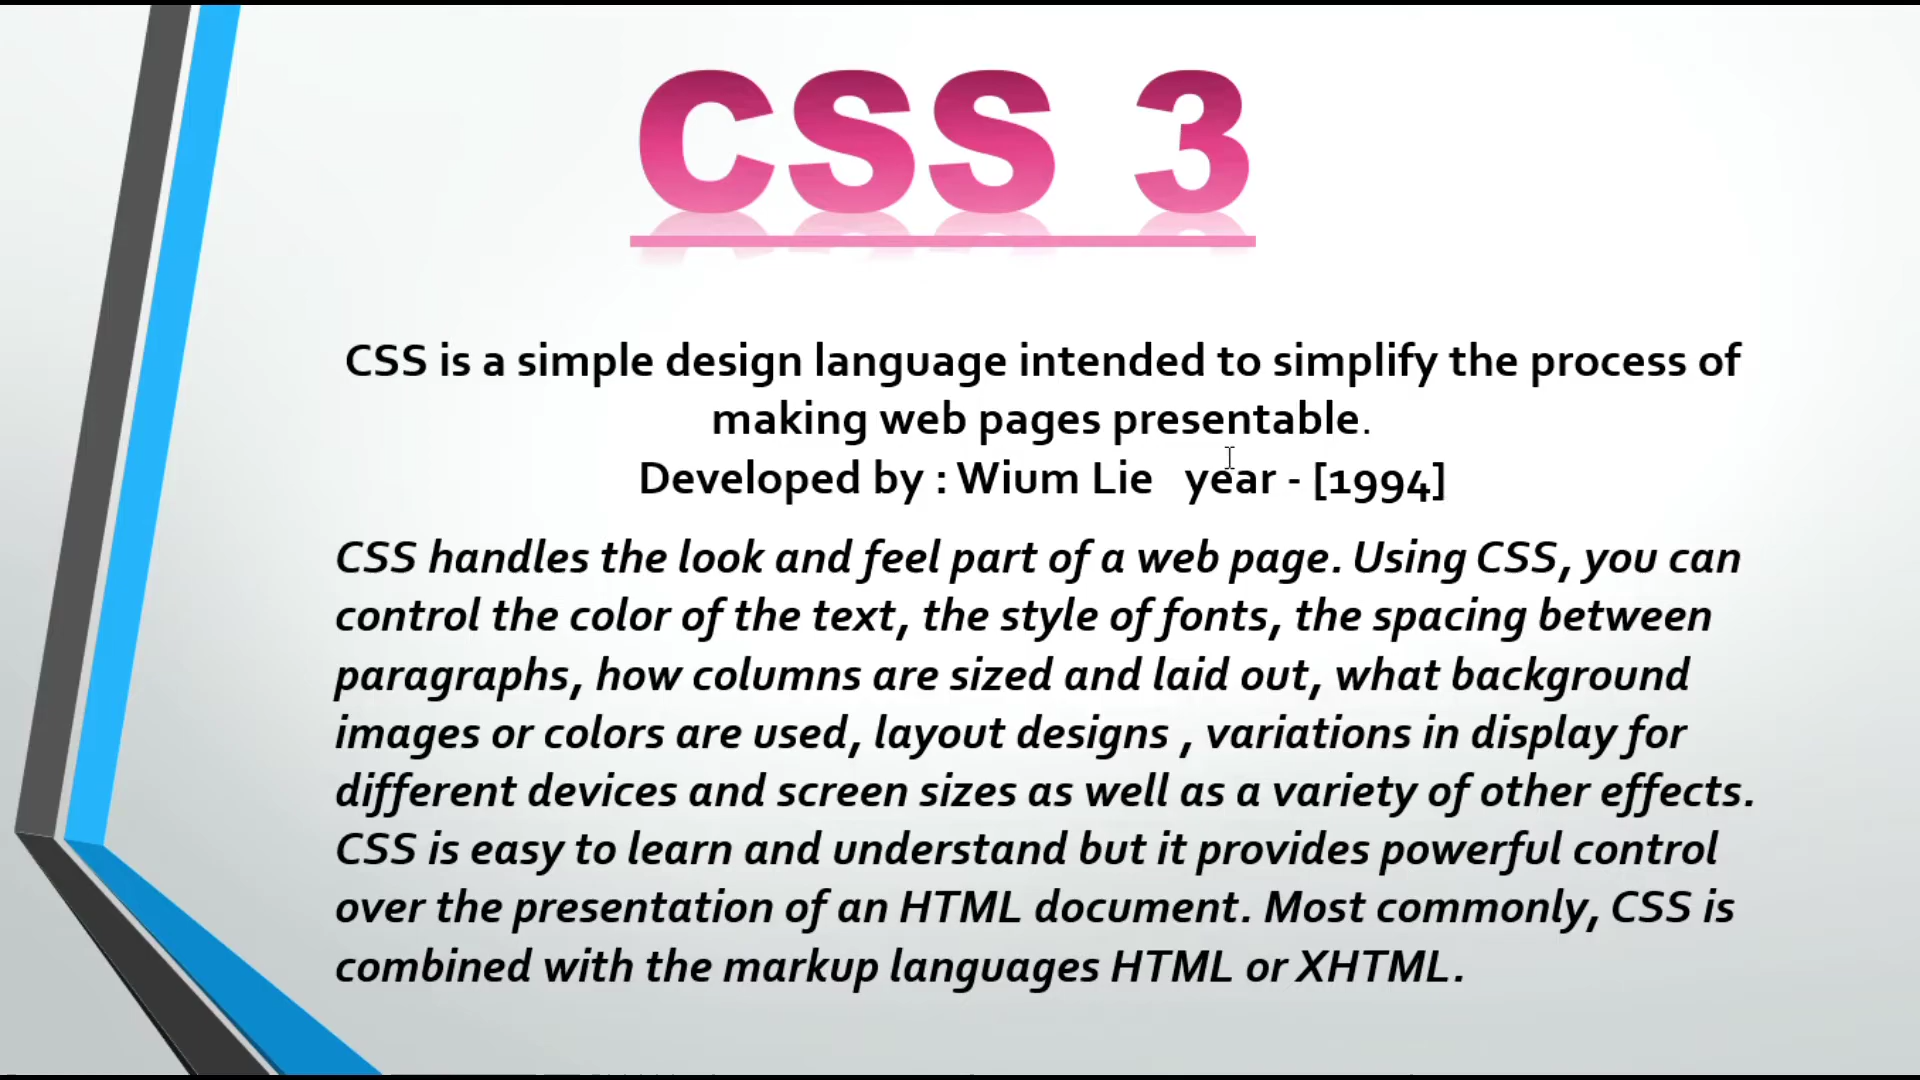 CSS 3
CSS is a simple design language intended to simplify the process of
making web pages presentable.
Developed by : Wium Lie year - [1994]
CSS handles the look and feel part of a web page. Using CSS, you can
control the color of the text, the style of fonts, the spacing between
paragraphs, how columns are sized and laid out, what background
images or colors are used, layout designs , variations in display for
different devices and screen sizes as well as a variety of other effects.
CSS is easy to learn and understand but it provides powerful control
over the presentation of an HTML document. Most commonly, CSS is
combined with the markup languages HTML or XHTML.